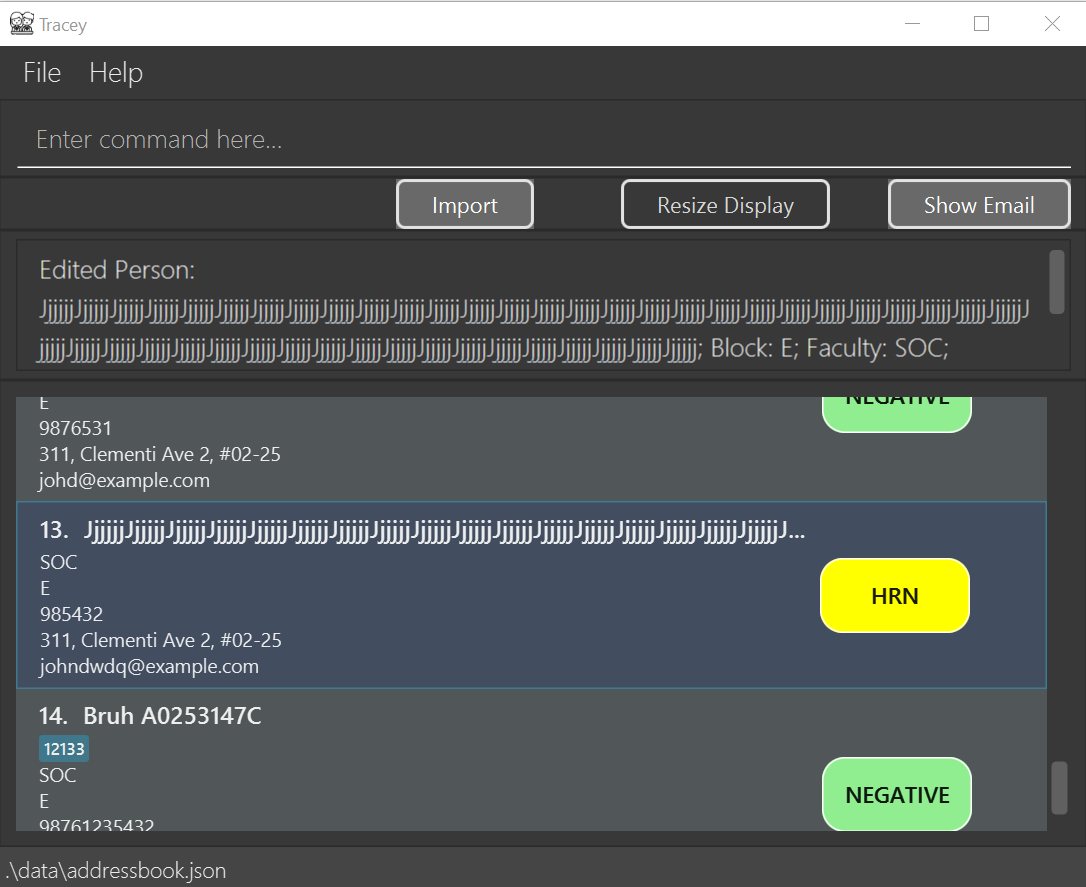 Tracey
File Help
Enter command here...
Import Resize Display Show Email
Edited Person:
Block: E; Faculty: SOC;
E
NEGATIVE
9876531
311, Clementi Ave 2, #02-25
johd@example.com
13.
SOC
E
HRN
985432
311, Clementi Ave 2, #02-25
johndwdq@example.com
14. Bruh A0253147C
12133
SOC
NEGATIVE
E
98761235432
.\data\addressbook.json